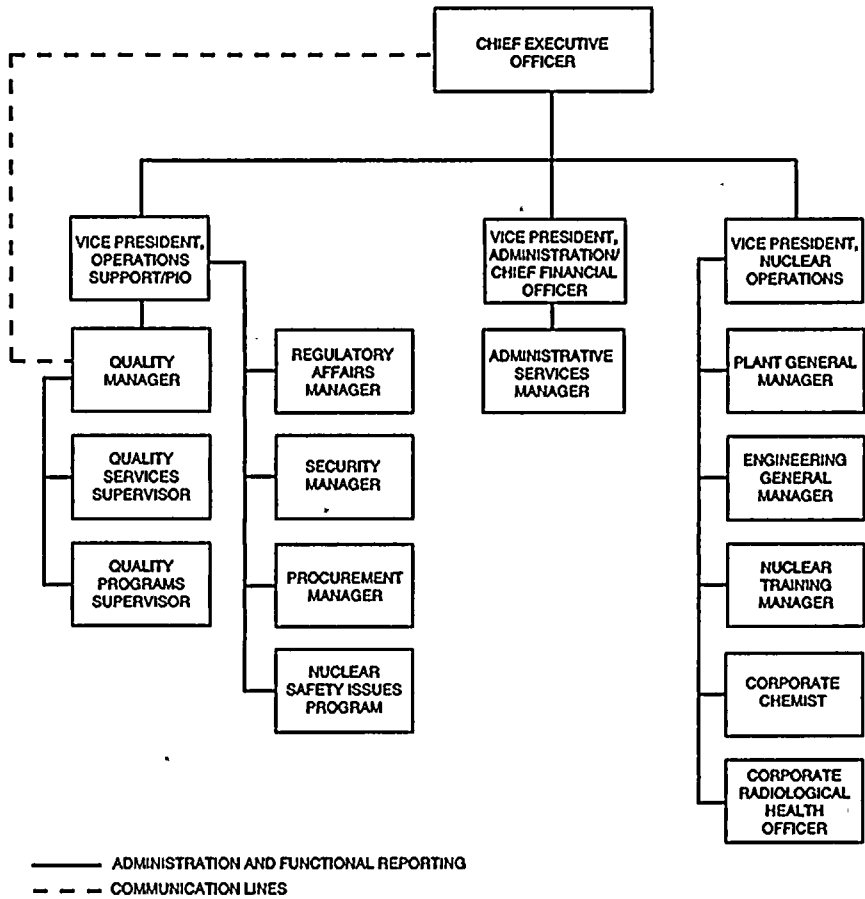 CHIEF EXECUTIVE
OFFICER
VICE PRESIDENT,
OPERATIONS
SUPPORT/PIO
VICE PRESIDENT,
ADMINISTRATION/
CHIEF FINANCIAL
OFFICER
VICE PRESIDENT,
NUCLEAR
OPERATIONS
QUALITY
MANAGER
REGULATORY
AFFAIRS
MANAGER
ADMINISTRATIVE
SERVICES
MANAGER
PLANT GENERAL
MANAGER
QUALITY
SERVICES
SUPERVISOR
SECURITY
MANAGER
ENGINEERING
GENERAL
MANAGER
QUALITY
PROGRAMS
SUPERVISOR
PROCUREMENT
MANAGER
NUCLEAR
TRAINING
MANAGER
NUCLEAR
SAFETY ISSUES
PROGRAM
CORPORATE
CHEMIST
CORPORATE
RADIOLOGICAL
HEALTH
OFFICER
ADMINISTRATION AND FUNCTIONAL REPORTING
COMMUNICATION LINES